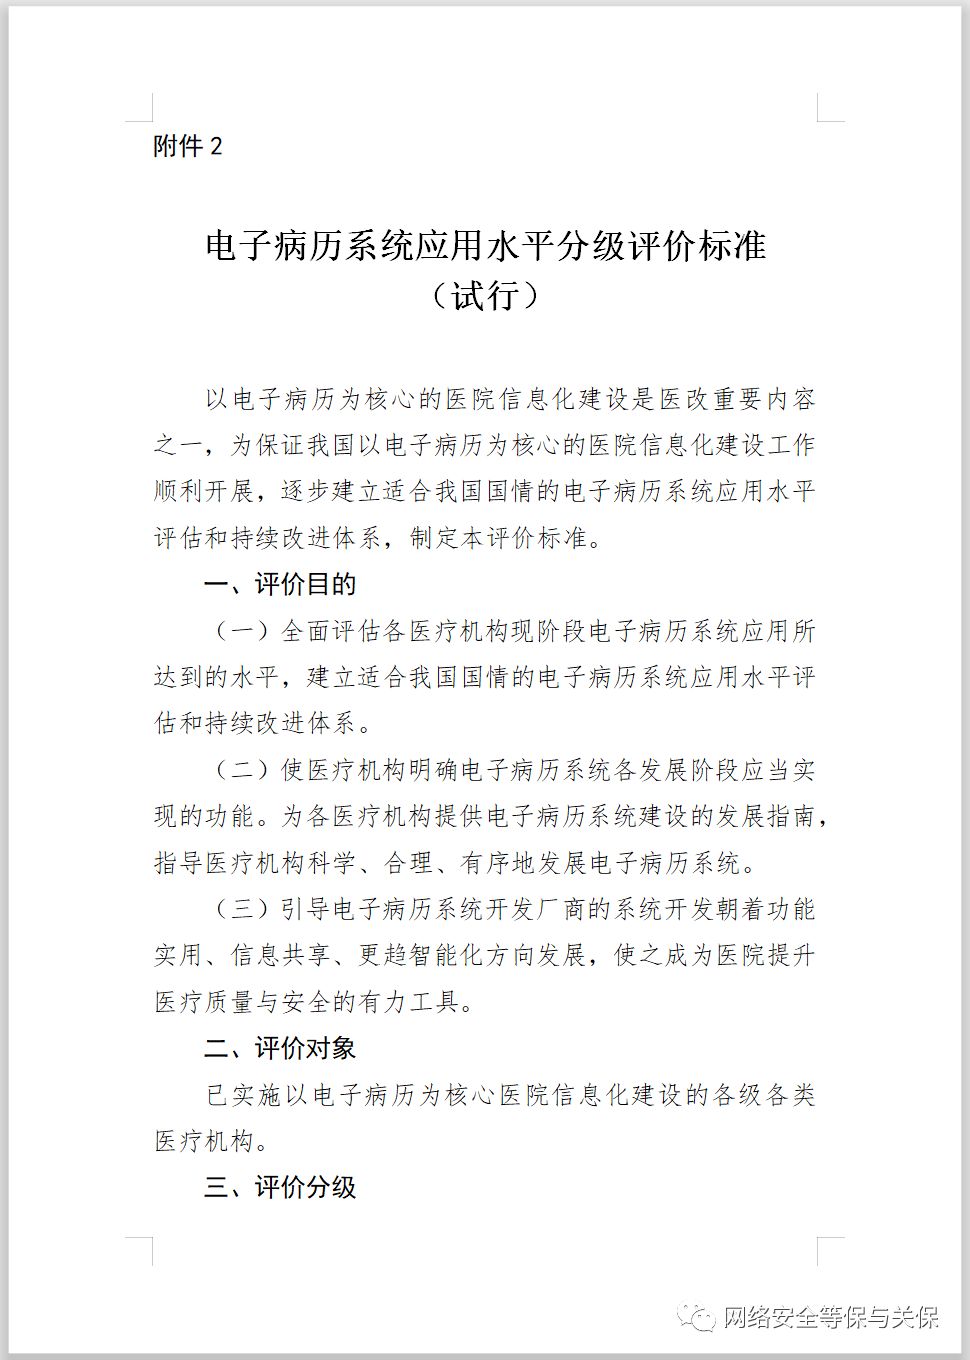 附件 2
电子病历系统应用水平分级评价标准
（试行）
以电子病历为核心的医院信息化建设是医改重要内容
之一，为保证我国以电子病历为核心的医院信息化建设工作
顺利开展，逐步建立适合我国国情的电子病历系统应用水平
评估和持续改进体系，制定本评价标准。
一、评价目的
（一）全面评估各医疗机构现阶段电子病历系统应用所
达到的水平，建立适合我国国情的电子病历系统应用水平评
估和持续改进体系。
（二）使医疗机构明确电子病历系统各发展阶段应当实
现的功能。为各医疗机构提供电子病历系统建设的发展指南，
指导医疗机构科学、合理、有序地发展电子病历系统。
（三）引导电子病历系统开发厂商的系统开发朝着功能
实用、信息共享、更趋智能化方向发展，使之成为医院提升
医疗质量与安全的有力工具。
二、评价对象
已实施以电子病历为核心医院信息化建设的各级各类
医疗机构。
三、评价分级
网络安全等保与关保